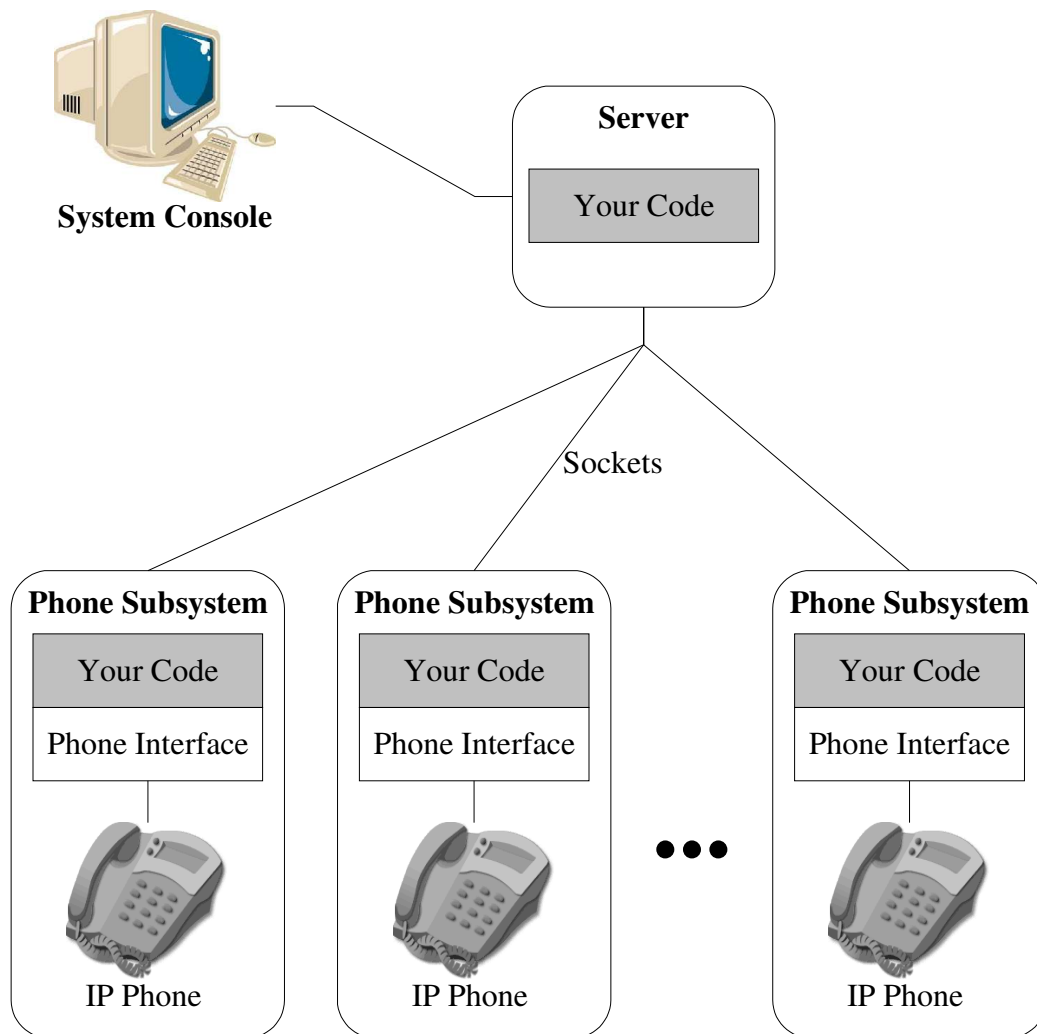 Server
Your Code
System Console
Sockets
Phone Subsystem
Your Code
Phone Interface
IP Phone
Phone Subsystem
Your Code
Phone Interface
IP Phone
Phone Subsystem
Your Code
Phone Interface
IP Phone